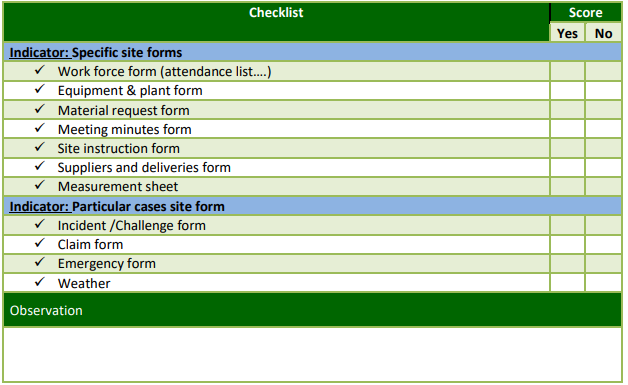 Checklist Score
Yes No
Indicator: Specific site forms
✓ Work force form (attendance list….)
✓ Equipment & plant form
✓ Material request form
✓ Meeting minutes form
✓ Site instruction form
✓ Suppliers and deliveries form
✓ Measurement sheet
Indicator: Particular cases site form
✓ Incident /Challenge form
✓ Claim form
✓ Emergency form
✓ Weather
Observation